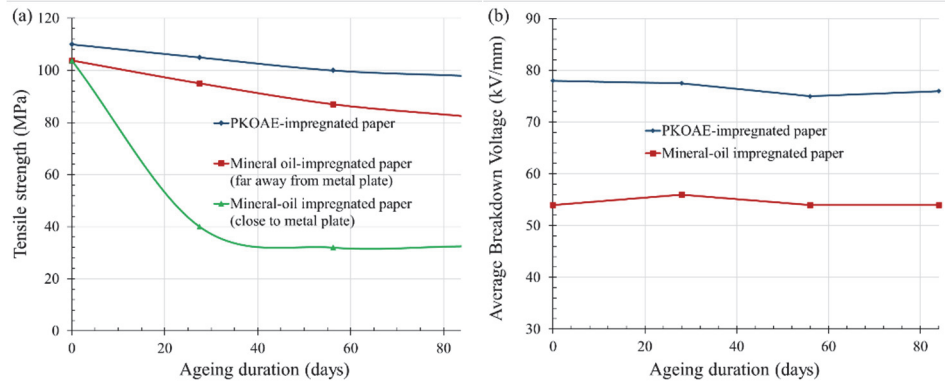 (a)
120
100
80
60
40
20
0
0
20
40
60
80
Tensile strength (MPa)
Ageing duration (days)
PKOAE-impregnated paper
Mineral oil-impregnated paper
(far away from metal plate)
Mineral-oil impregnated paper
(close to metal plate)
(b)
90
80
70
60
50
40
30
0
20
40
60
80
Average Breakdown Voltage (kV/mm)
Ageing duration (days)
PKOAE-impregnated paper
Mineral-oil impregnated paper